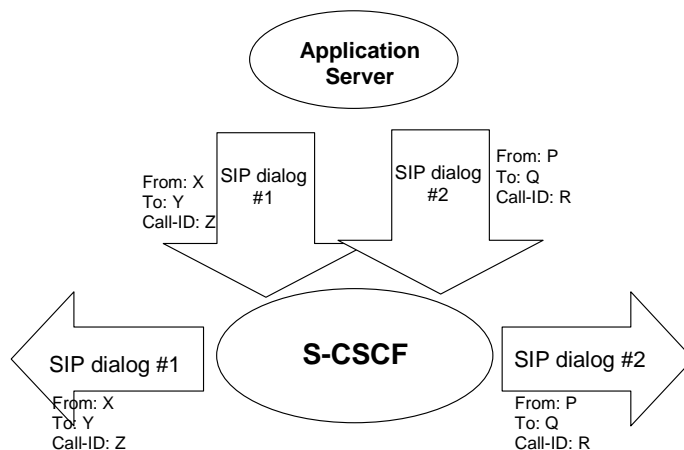 Application
Server
SIP dialog
#1
From: X
To: Y
Call-ID: Z
SIP dialog
#2
From: P
To: Q
Call-ID: R
S-CSCF
SIP dialog #1
From: X
To: Y
Call-ID: Z
SIP dialog #2
From: P
To: Q
Call-ID: R